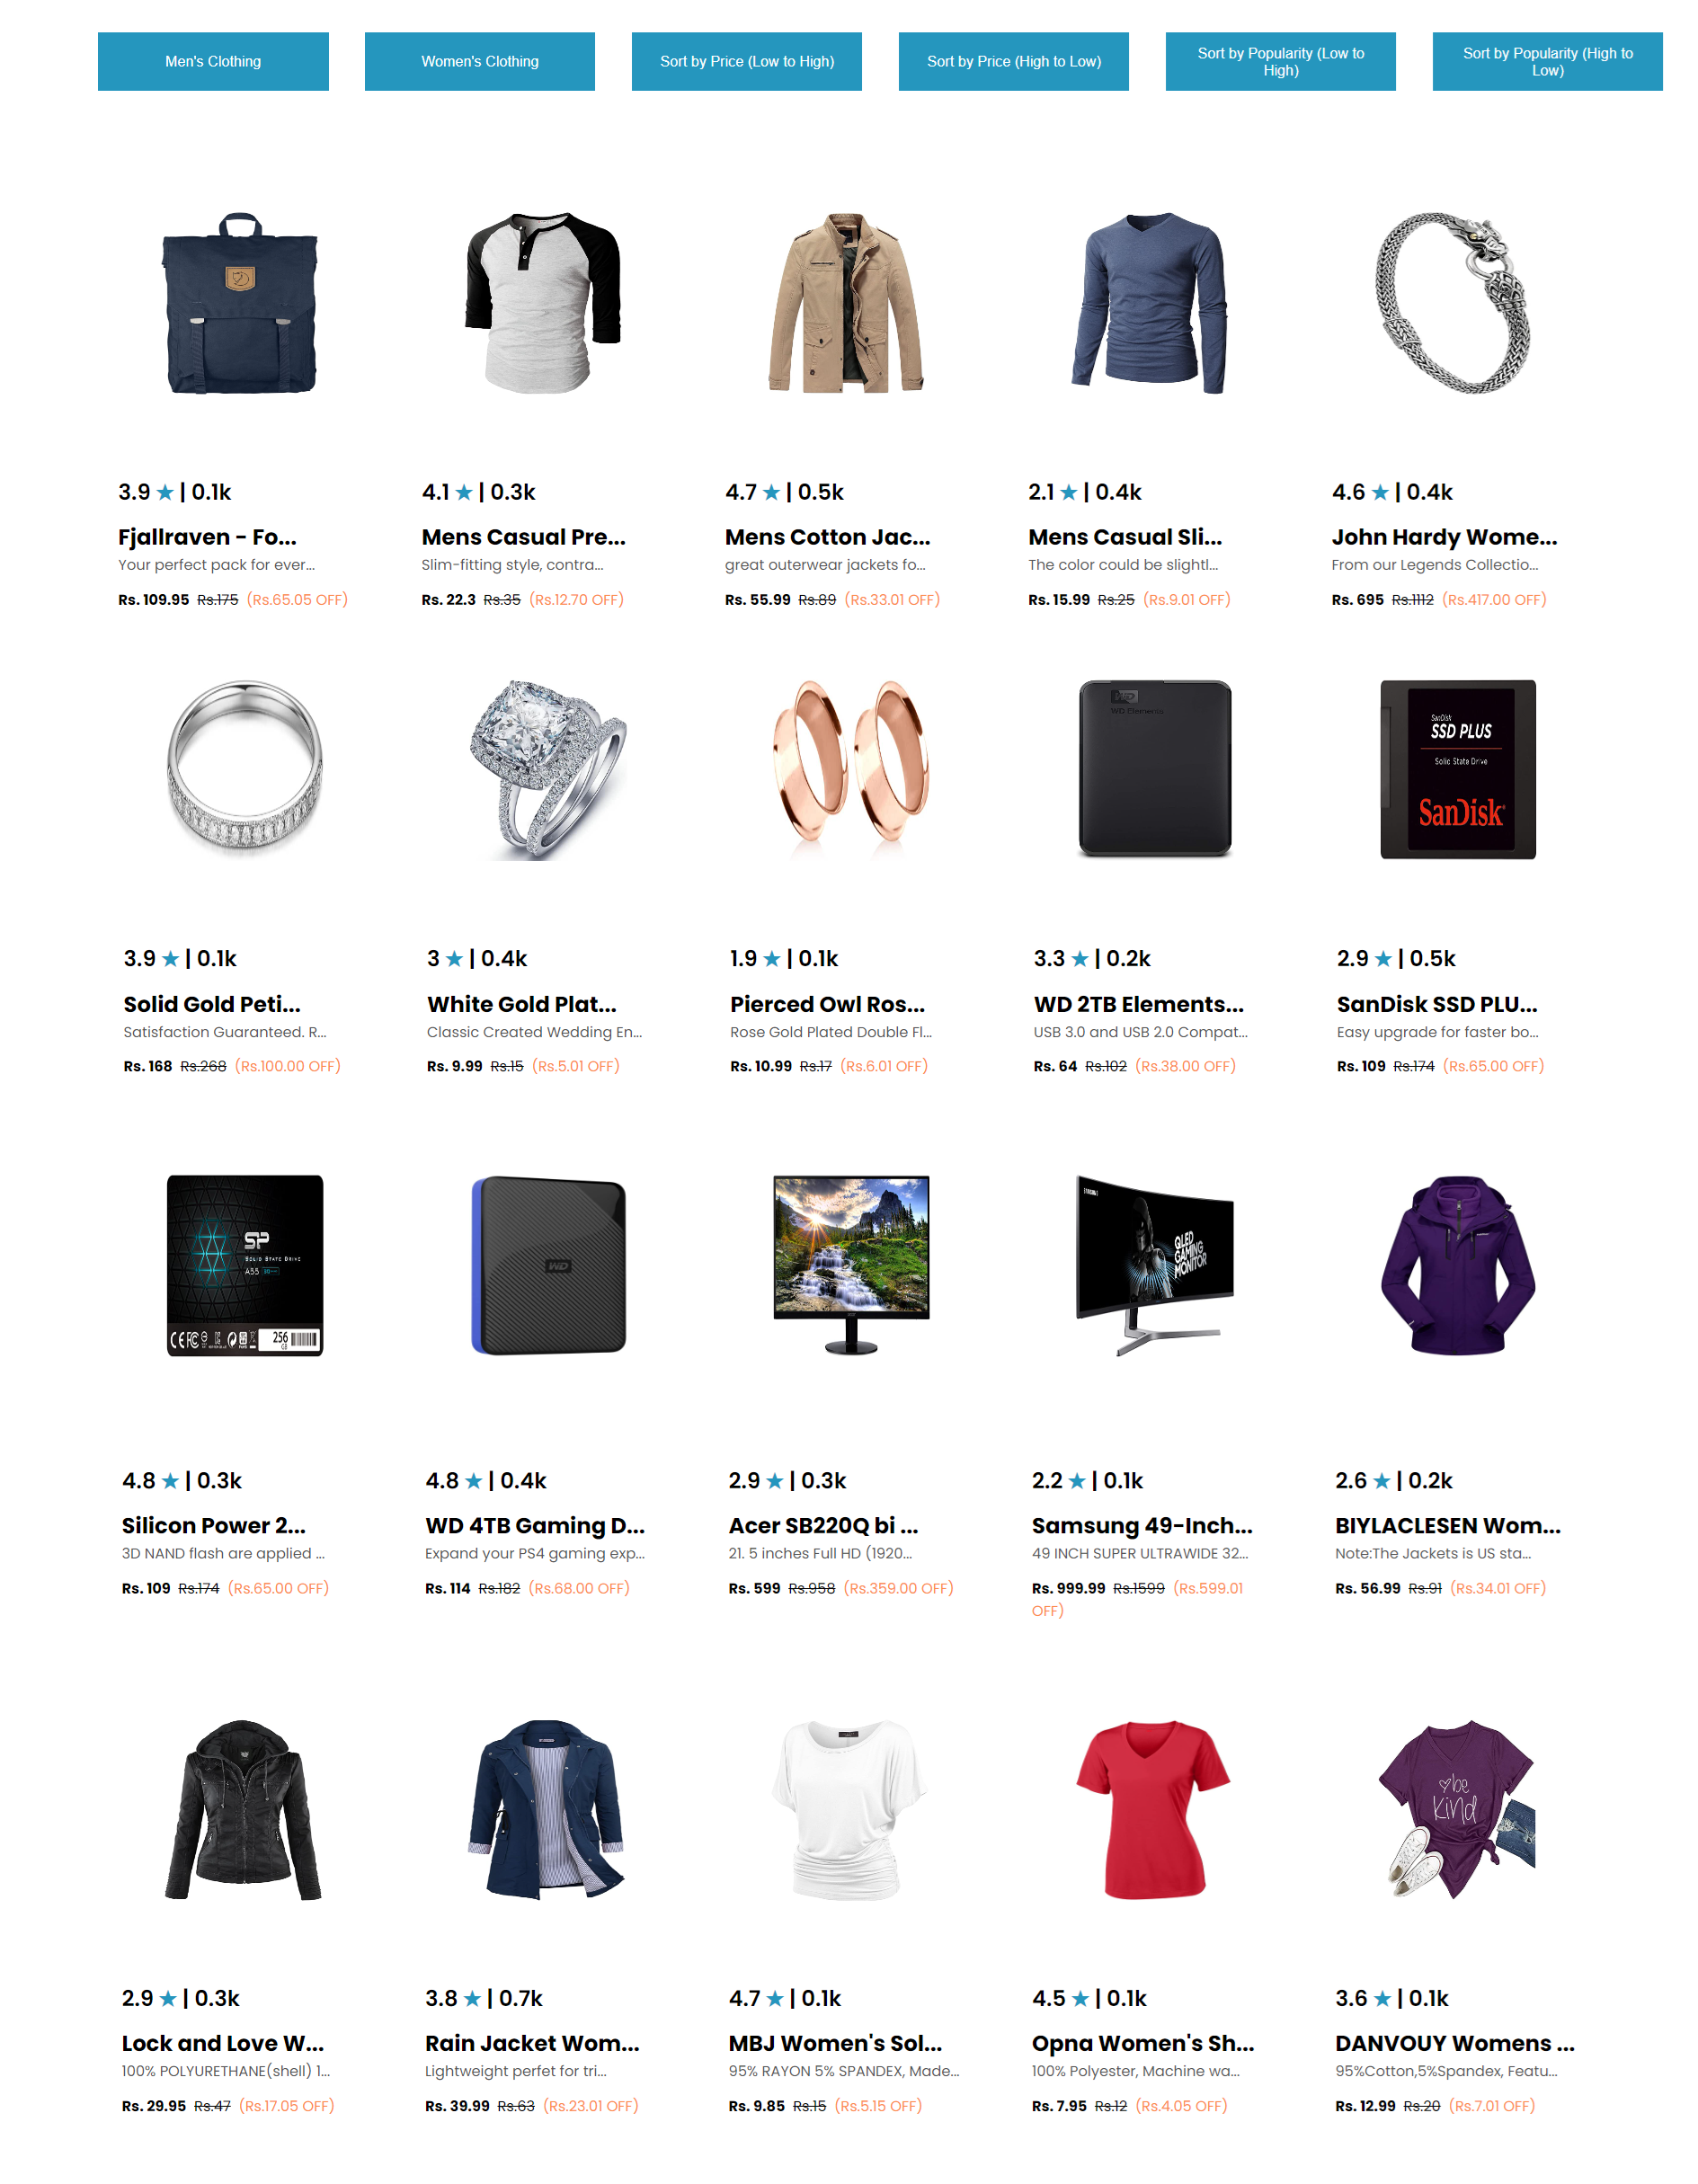 Men's Clothing
Women's Clothing
Sort by Price (Low to High)
Sort by Price (High to Low)
Sort by Popularity (Low to
High)
Sort by Popularity (High to
Low)
3.9 ★ | 0.1k
Fjallraven - Fo...
Your perfect pack for ever...
Rs. 109.95 Rs.175 (Rs.65.05 OFF)
4.1 ★ | 0.3k
Mens Casual Pre...
Slim-fitting style, contra...
Rs. 22.3 Rs.35 (Rs.12.70 OFF)
4.7 ★ | 0.5k
Mens Cotton Jac...
great outerwear jackets fo...
Rs. 55.99 Rs.89 (Rs.33.01 OFF)
2.1 ★ | 0.4k
Mens Casual Sli...
The color could be slightl...
Rs. 15.99 Rs.25 (Rs.9.01 OFF)
4.6 ★ | 0.4k
John Hardy Wome...
From our Legends Collectio...
Rs. 695 Rs.1112 (Rs.417.00 OFF)
WD Elements
SanDisk
SSD PLUS
Solid State Drive
SanDisk
3.9 ★ | 0.1k
Solid Gold Peti...
Satisfaction Guaranteed. R...
Rs. 168 Rs.268 (Rs.100.00 OFF)
3 ★ | 0.4k
White Gold Plat...
Classic Created Wedding En...
Rs. 9.99 Rs.15 (Rs.5.01 OFF)
1.9 ★ | 0.1k
Pierced Owl Ros...
Rose Gold Plated Double Fl...
Rs. 10.99 Rs.17 (Rs.6.01 OFF)
3.3 ★ | 0.2k
WD 2TB Elements...
USB 3.0 and USB 2.0 Compat...
Rs. 64 Rs.102 (Rs.38.00 OFF)
2.9 ★ | 0.5k
SanDisk SSD PLU...
Easy upgrade for faster bo...
Rs. 109 Rs.174 (Rs.65.00 OFF)
SP
SOLID STATE DRIVE
A55
256
GB
WD
SAMSUNG
QLED
GAMING
MONITOR
4.8 ★ | 0.3k
Silicon Power 2...
3D NAND flash are applied ...
Rs. 109 Rs.174 (Rs.65.00 OFF)
4.8 ★ | 0.4k
WD 4TB Gaming D...
Expand your PS4 gaming exp...
Rs. 114 Rs.182 (Rs.68.00 OFF)
2.9 ★ | 0.3k
Acer SB220Q bi ...
21. 5 inches Full HD (1920...
Rs. 599 Rs.958 (Rs.359.00 OFF)
2.2 ★ | 0.1k
Samsung 49-Inch...
49 INCH SUPER ULTRAWIDE 32...
Rs. 999.99 Rs.1599 (Rs.599.01
OFF)
2.6 ★ | 0.2k
BIYLACLESEN Wom...
Note:The Jackets is US sta...
Rs. 56.99 Rs.91 (Rs.34.01 OFF)
be
kind
2.9 ★ | 0.3k
Lock and Love W...
100% POLYURETHANE(shell) 1...
Rs. 29.95 Rs.47 (Rs.17.05 OFF)
3.8 ★ | 0.7k
Rain Jacket Wom...
Lightweight perfet for tri...
Rs. 39.99 Rs.63 (Rs.23.01 OFF)
4.7 ★ | 0.1k
MBJ Women's Sol...
95% RAYON 5% SPANDEX, Made...
Rs. 9.85 Rs.15 (Rs.5.15 OFF)
4.5 ★ | 0.1k
Opna Women's Sh...
100% Polyester, Machine wa...
Rs. 7.95 Rs.12 (Rs.4.05 OFF)
3.6 ★ | 0.1k
DANVOUY Womens ...
95%Cotton,5%Spandex, Featu...
Rs. 12.99 Rs.20 (Rs.7.01 OFF)